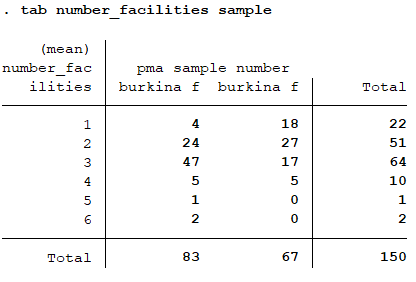 . tab number_facilities sample
(mean)
number_fac pma sample number
ilities burkina f burkina f Total
1 4 18 22
2 24 27 51
3 47 17 64
4 5 5 10
5 1 0 1
6 2 0 2
Total 83 67 150